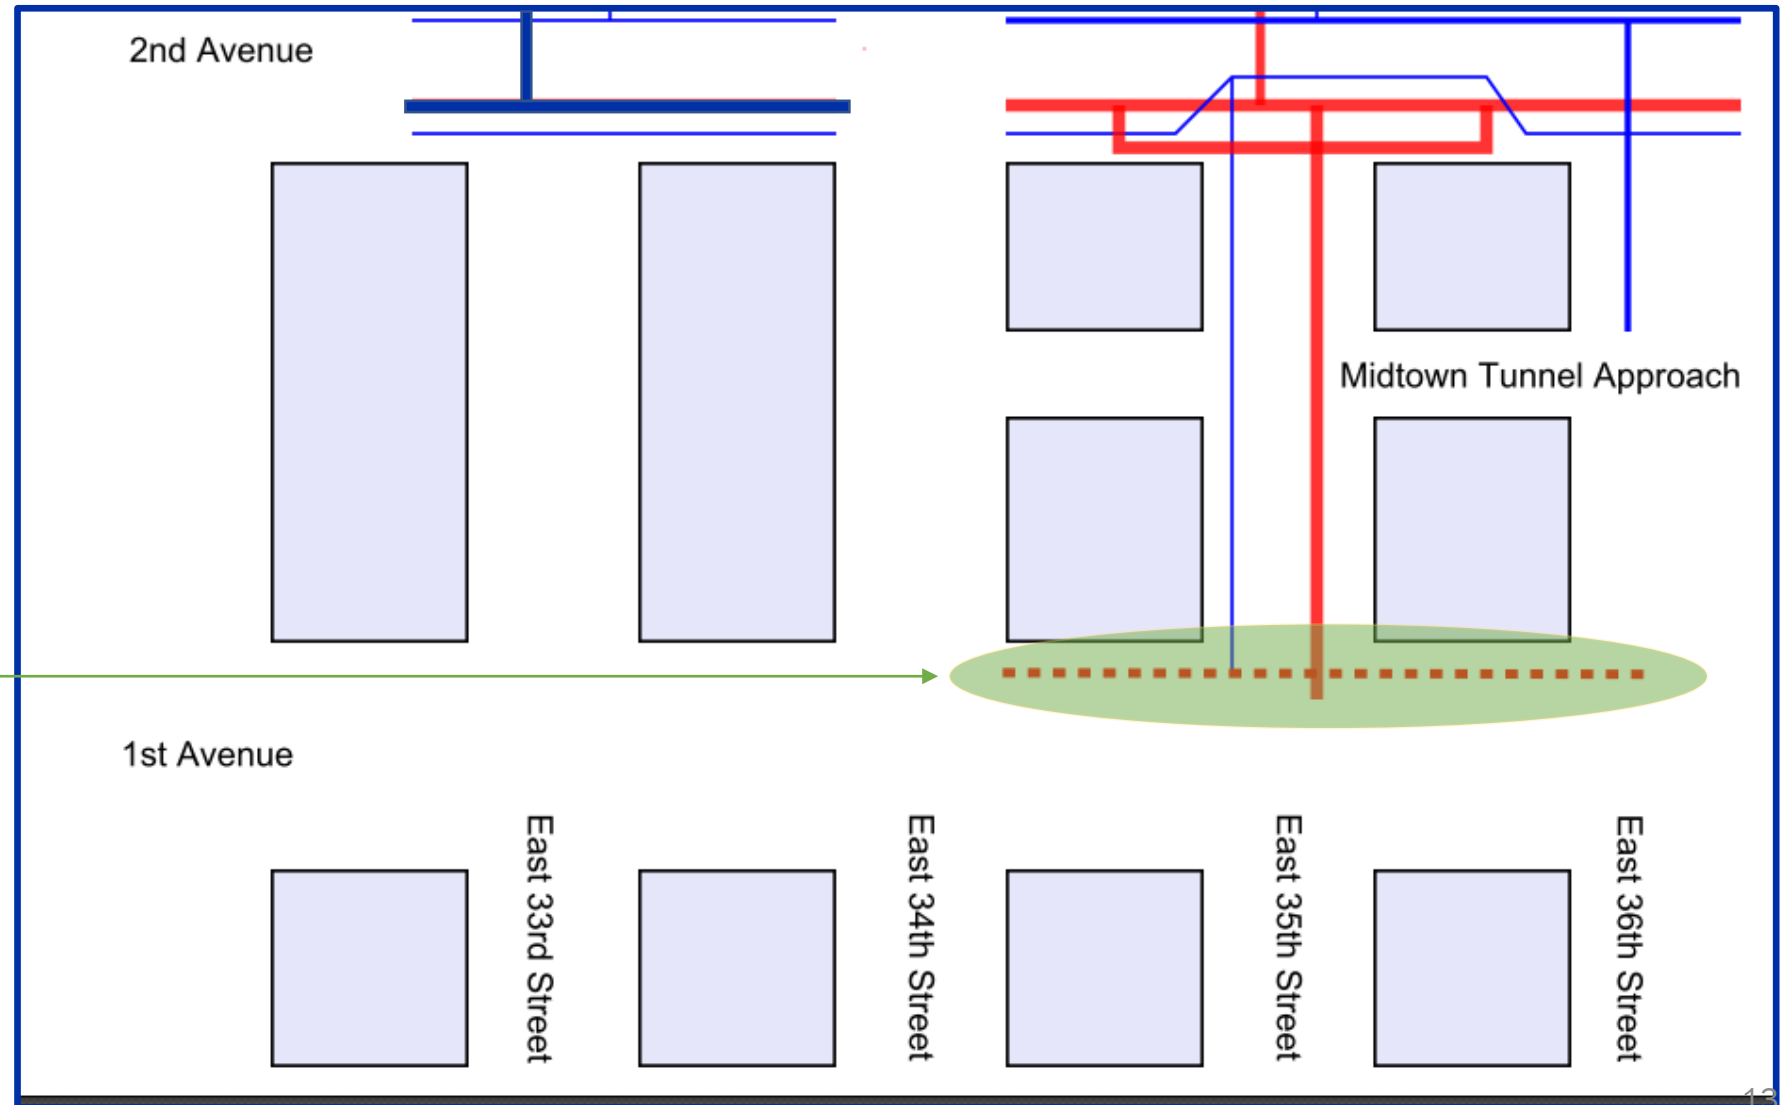 2nd Avenue
Midtown Tunnel Approach
1st Avenue
East 33rd Street
East 34th Street
East 35th Street
East 36th Street
13